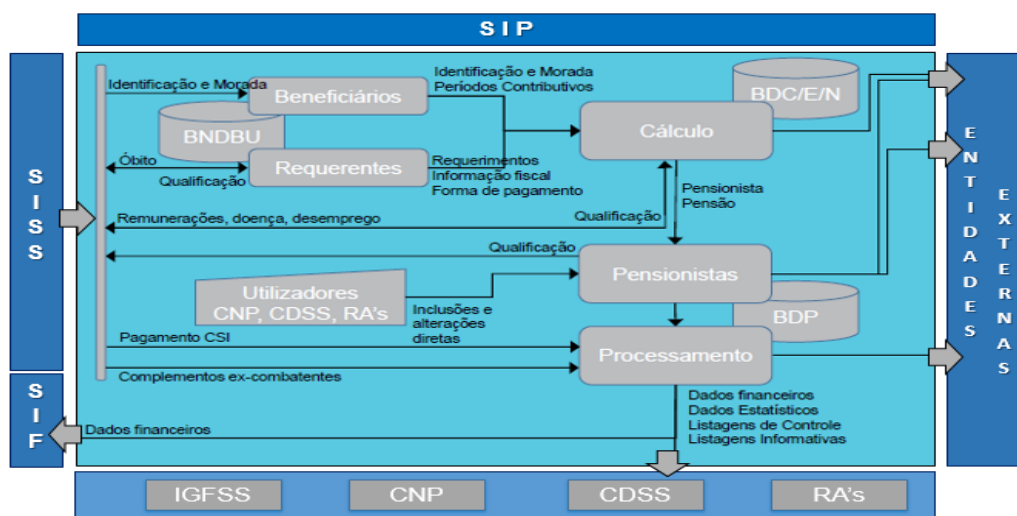 SIP
SISS
SIF
Identificação e Morada
Beneficiários
Identificação e Morada
Períodos Contributivos
BDC/E/N
Cálculo
BNDBU
Óbito
Qualificação
Requerentes
Requerimentos
Informação fiscal
Forma de pagamento
Pensionista
Pensão
Remunerações, doença, desemprego
Qualificação
Qualificação
Pensionistas
Utilizadores
CNP, CDSS, RA's
Inclusões e
alterações
diretas
BDP
Pagamento CSI
Processamento
Complementos ex-combatentes
Dados financeiros
Dados Estatísticos
Listagens de Controle
Listagens Informativas
Dados financeiros
ENTIDADES
EXTERNAS
IGFSS
CNP
CDSS
RA's